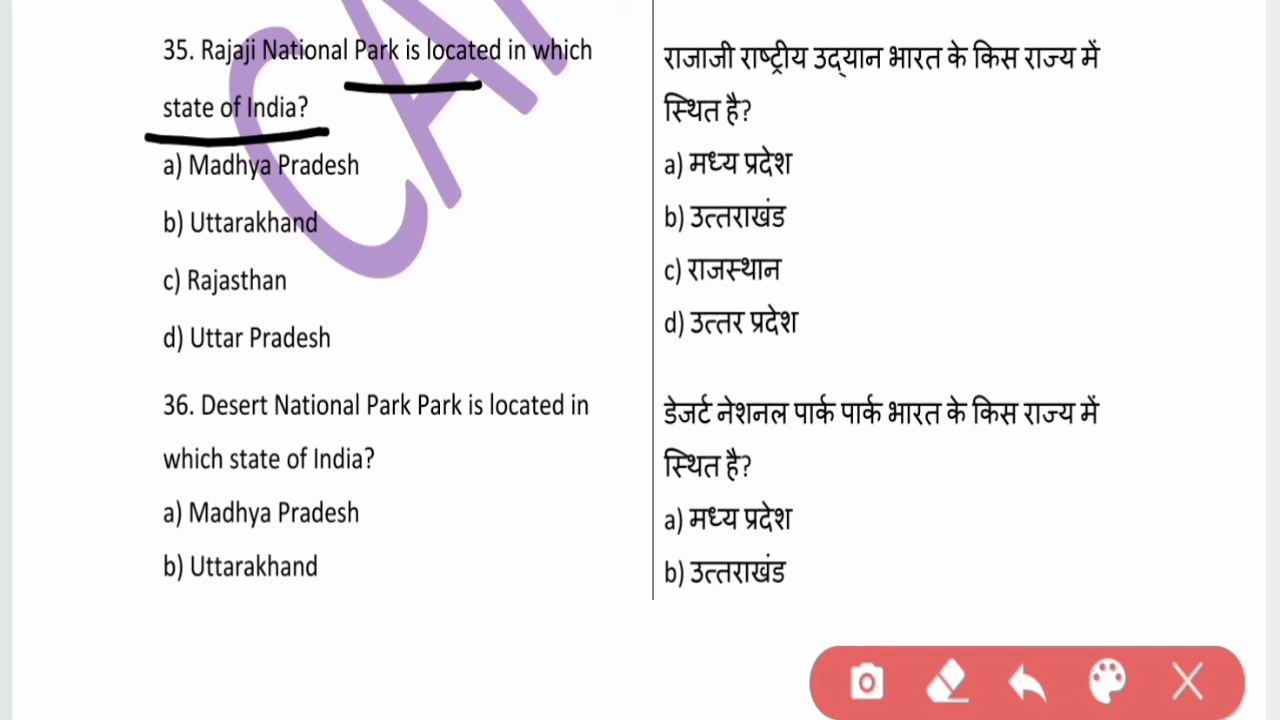 35. Rajaji National Park is located in which
state of India?
a) Madhya Pradesh
b) Uttarakhand
c) Rajasthan
d) Uttar Pradesh
36. Desert National Park Park is located in
which state of India?
a) Madhya Pradesh
b) Uttarakhand
राजाजी राष्ट्रीय उद्यान भारत के किस राज्य में
स्थित है?
a) मध्य प्रदेश
b) उत्तराखंड
c) राजस्थान
d) उत्तर प्रदेश
डेजर्ट नेशनल पार्क पार्क भारत के किस राज्य में
स्थित है?
a) मध्य प्रदेश
b) उत्तराखंड